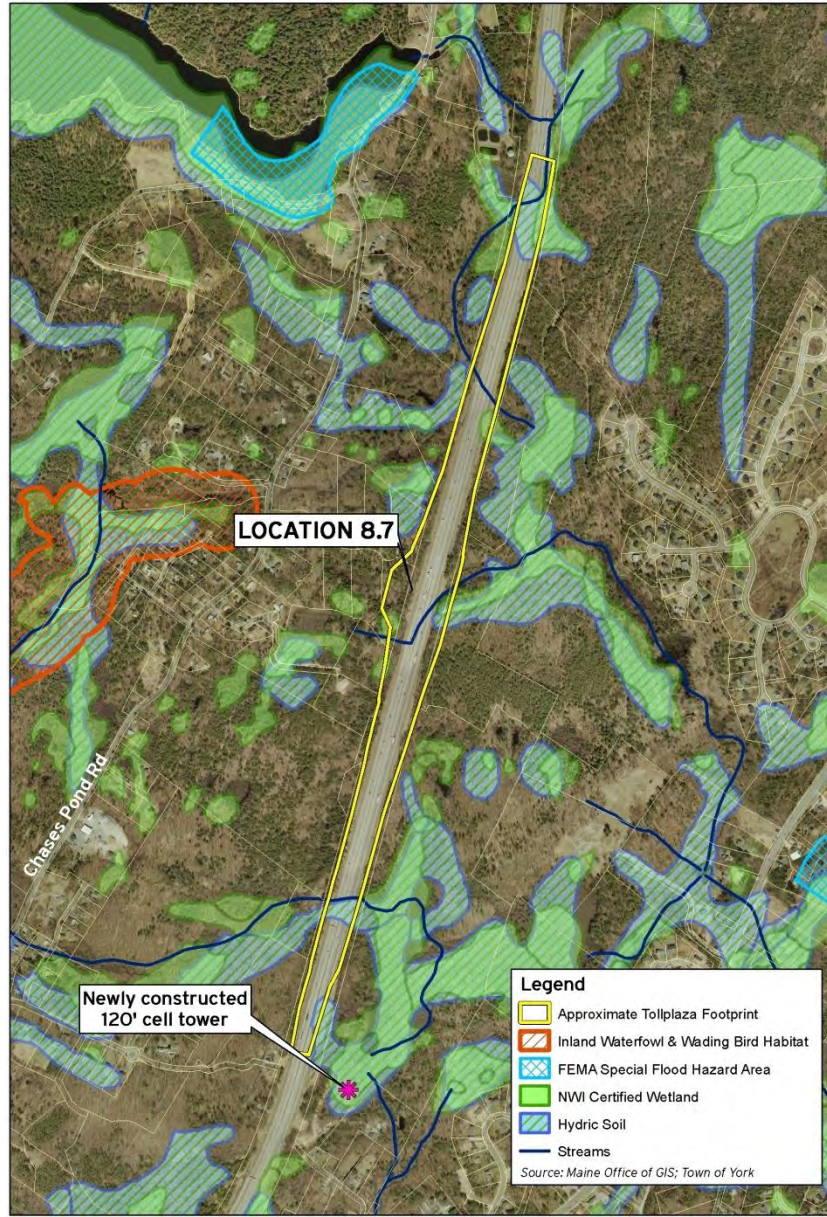 LOCATION 8.7
Chases Pond Rd
Newly constructed
120' cell tower
Legend
Approximate Tollplaza Footprint
Inland Waterfowl & Wading Bird Habitat
FEMA Special Flood Hazard Area
NWI Certified Wetland
Hydric Soil
Streams
Source: Maine Office of GIS; Town of York